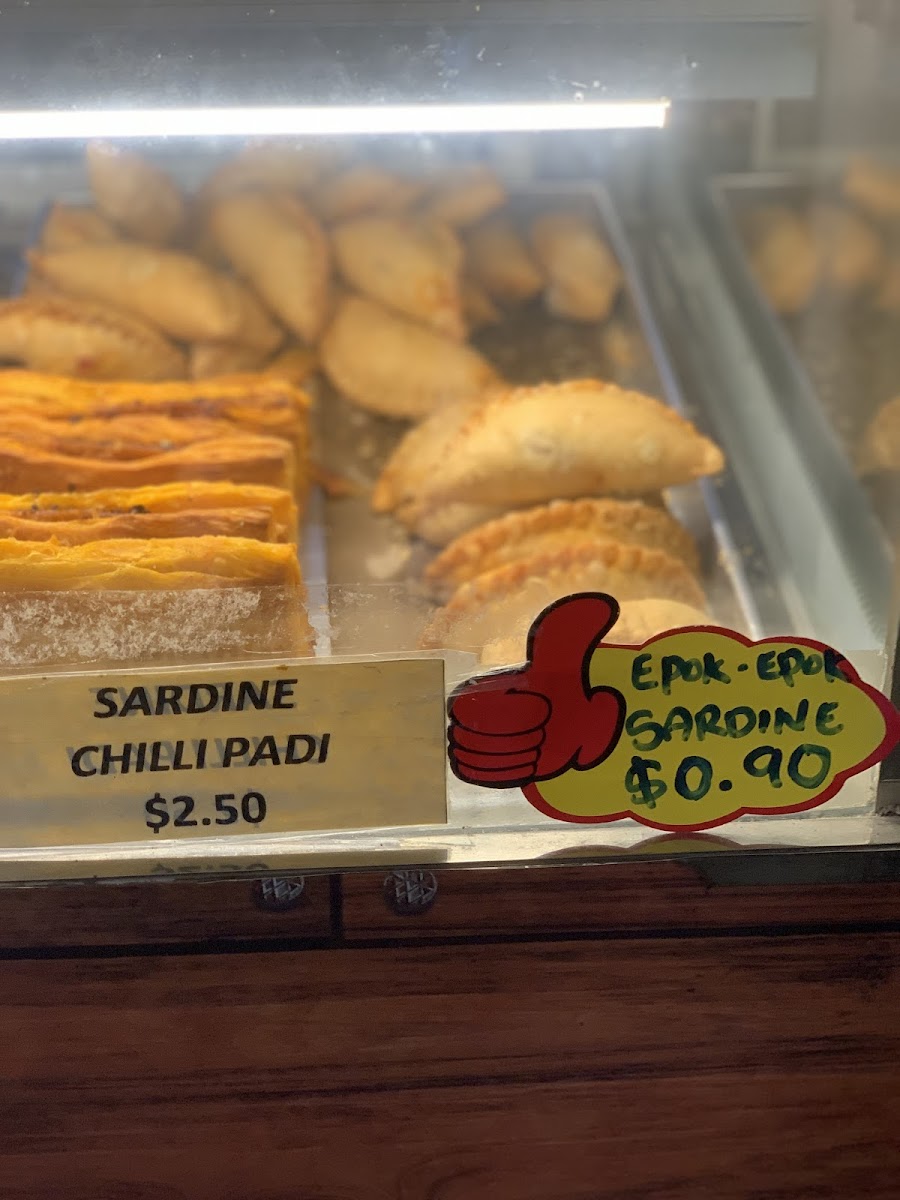 SARDINE
CHILLI PADI
$2.50
EPOK-EPOK
SARDINE
$0.90